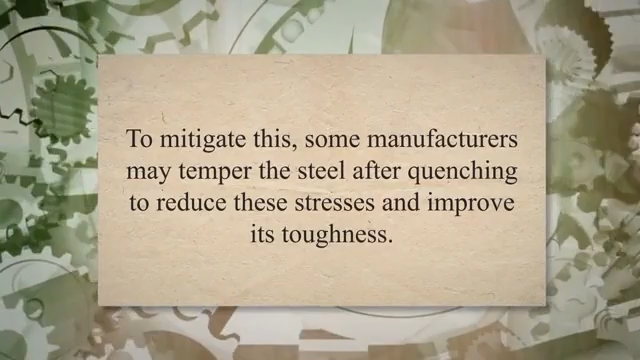 To mitigate this, some manufacturers
may temper the steel after quenching
to reduce these stresses and improve
its toughness.